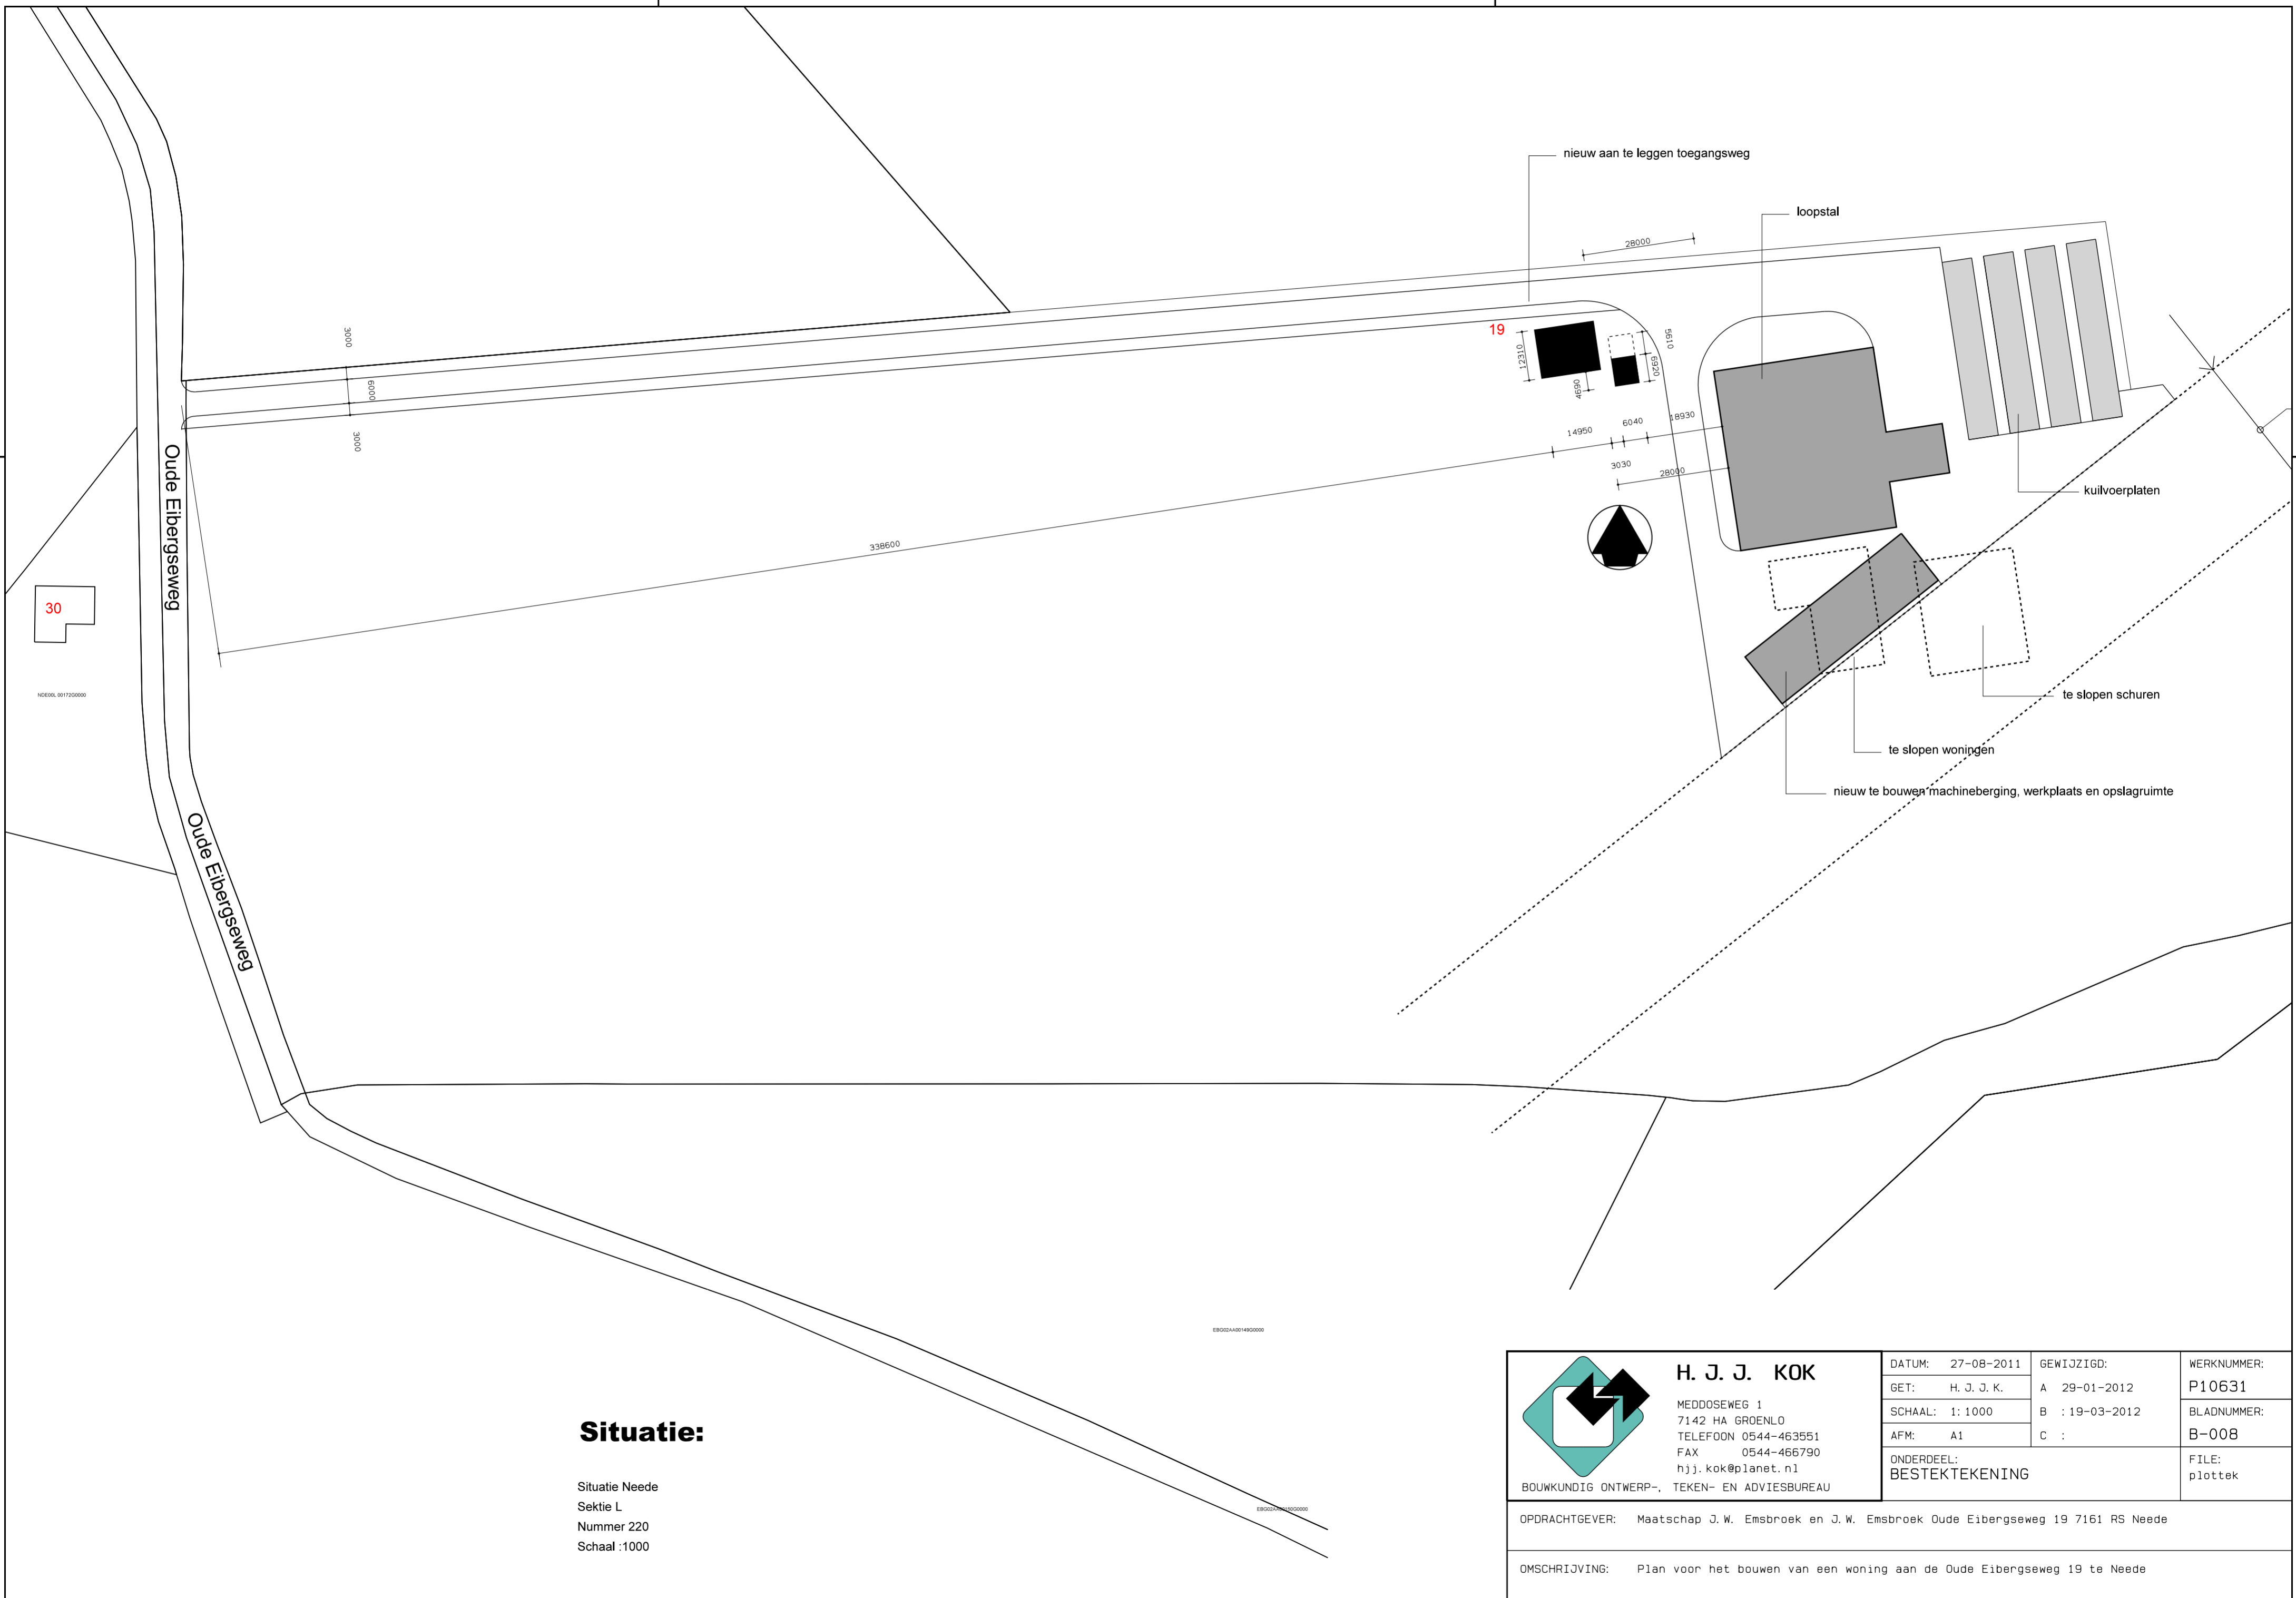 nieuw aan te leggen toegangsweg
loopstal
28000
19
12310
5610
6920
4690
3000
6000
3000
14950
6040
18930
3030
28000
338600
kuilvoerplaten
Oude Eibergseweg
30
NDE00L 00172G0000
te slopen schuren
te slopen woningen
nieuw te bouwen machineberging, werkplaats en opslagruimte
Oude Eibergseweg
EBG02AA00149G0000
EBG02AA00150G0000
Situatie:
Situatie Neede
Sektie L
Nummer 220
Schaal :1000
H. J. J. KOK
MEDDOSEWEG 1
7142 HA GROENLO
TELEFOON 0544-463551
FAX 0544-466790
hjj.kok@planet.nl
BOUWKUNDIG ONTWERP-, TEKEN- EN ADVIESBUREAU
DATUM: 27-08-2011
GET: H. J. J. K.
SCHAAL: 1:1000
AFM: A1
GEWIJZIGD:
A 29-01-2012
B : 19-03-2012
C :
WERKNUMMER:
P10631
BLADNUMMER:
B-008
ONDERDEEL:
BESTEKTEKENING
FILE:
plottek
OPDRACHTGEVER: Maatschap J. W. Emsbroek en J. W. Emsbroek Oude Eibergseweg 19 7161 RS Neede
OMSCHRIJVING: Plan voor het bouwen van een woning aan de Oude Eibergseweg 19 te Neede